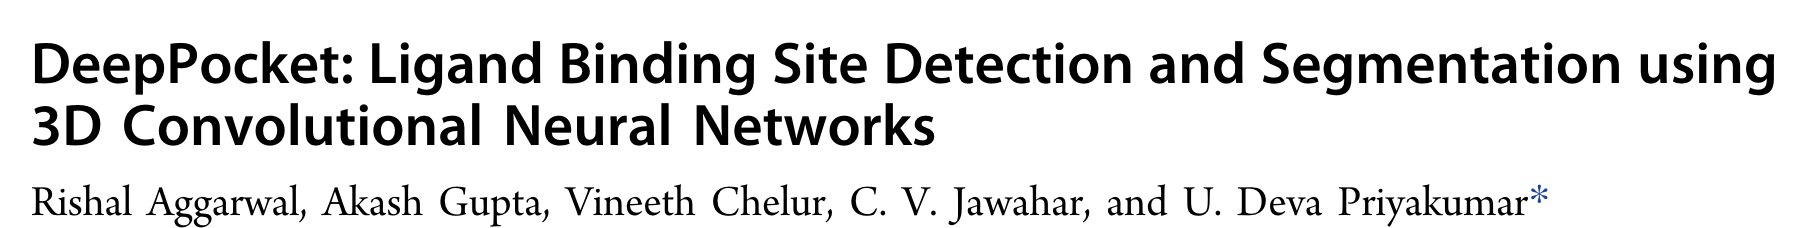 DeepPocket: Ligand Binding Site Detection and Segmentation using
3D Convolutional Neural Networks
Rishal Aggarwal, Akash Gupta, Vineeth Chelur, C. V. Jawahar, and U. Deva Priyakumar*